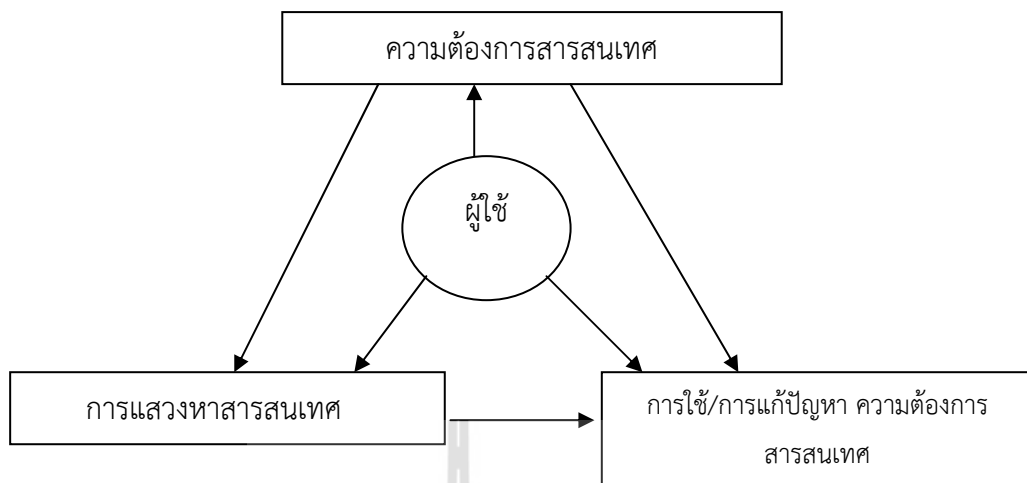 ความต้องการสารสนเทศ
ผู้ใช้
การแสวงหาสารสนเทศ
การใช้/การแก้ปัญหา ความต้องการ
สารสนเทศ